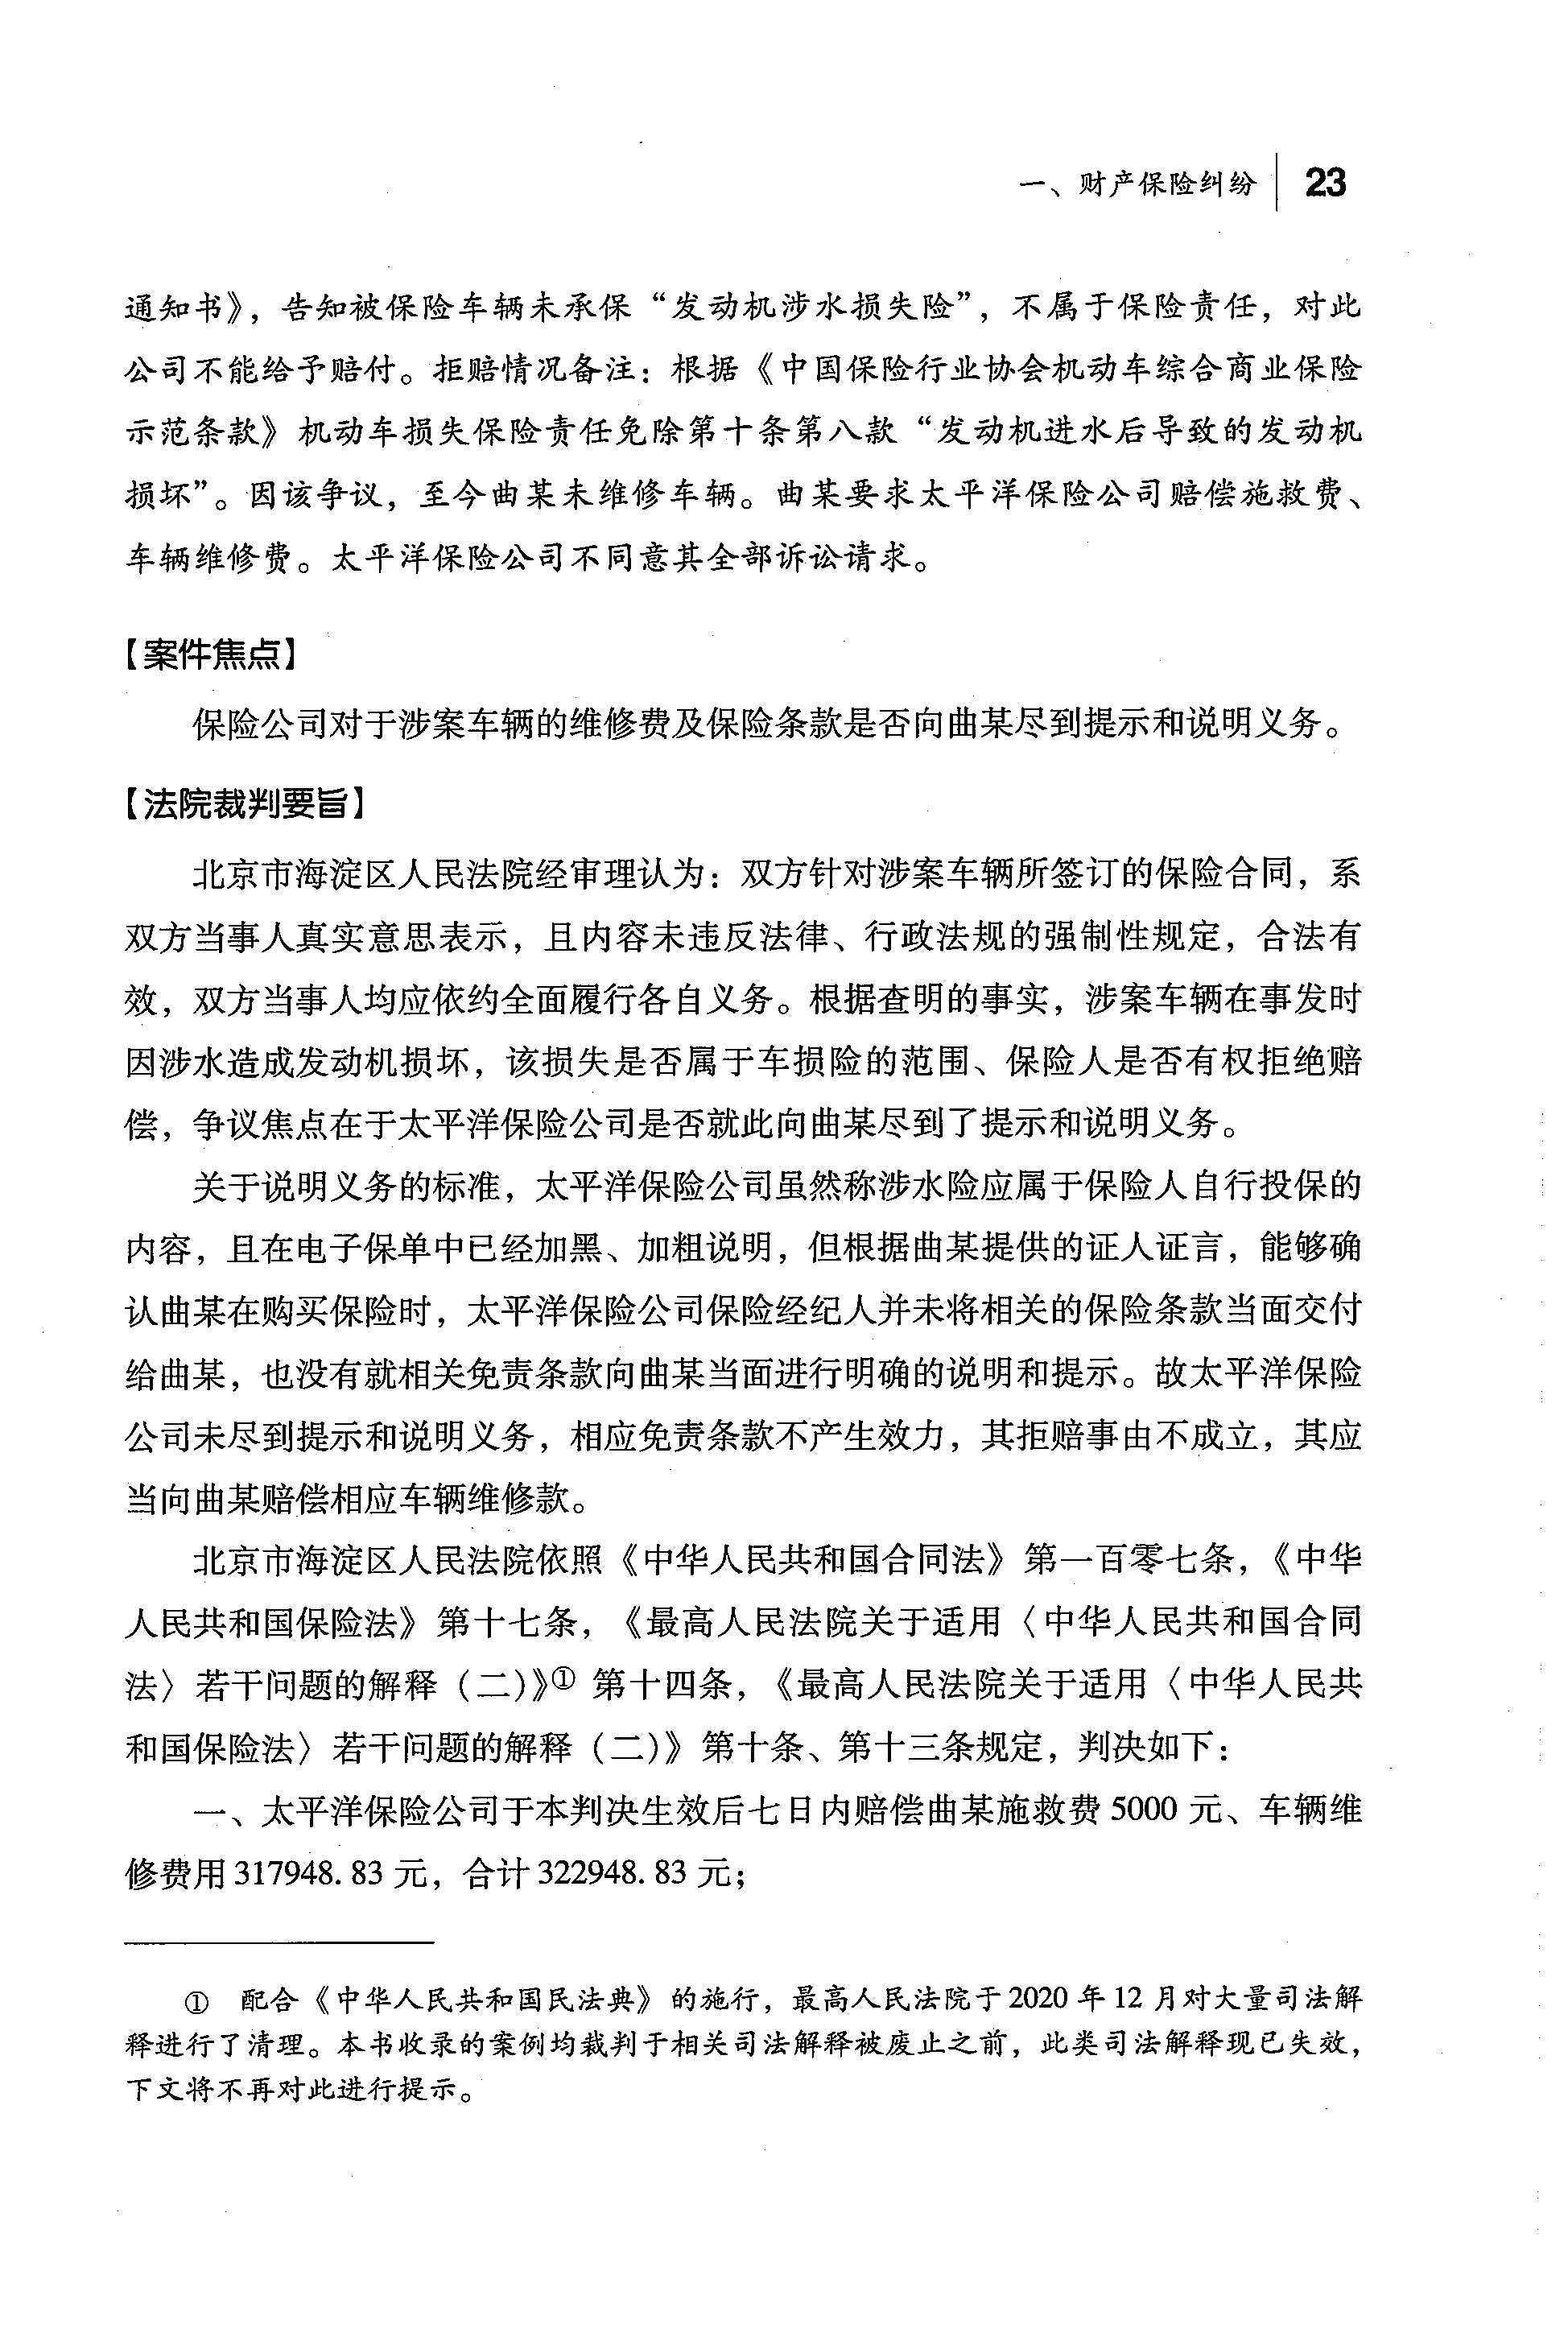 一、财产保险纠纷 23
通知书》，告知被保险车辆未承保“发动机涉水损失险”，不属于保险责任，对此
公司不能给予赔付。拒赔情况备注：根据《中国保险行业协会机动车综合商业保险
示范条款》机动车损失保险责任免除第十条第八款“发动机进水后导致的发动机
损坏”。因该争议，至今曲某未维修车辆。曲某要求太平洋保险公司赔偿施救费、
车辆维修费。太平洋保险公司不同意其全部诉讼请求。
【案件焦点】
保险公司对于涉案车辆的维修费及保险条款是否向曲某尽到提示和说明义务。
【法院裁判要旨】
北京市海淀区人民法院经审理认为：双方针对涉案车辆所签订的保险合同，系
双方当事人真实意思表示，且内容未违反法律、行政法规的强制性规定，合法有
效，双方当事人均应依约全面履行各自义务。根据查明的事实，涉案车辆在事发时
因涉水造成发动机损坏，该损失是否属于车损险的范围、保险人是否有权拒绝赔
偿，争议焦点在于太平洋保险公司是否就此向曲某尽到了提示和说明义务。
关于说明义务的标准，太平洋保险公司虽然称涉水险应属于保险人自行投保的
内容，且在电子保单中已经加黑、加粗说明，但根据曲某提供的证人证言，能够确
认曲某在购买保险时，太平洋保险公司保险经纪人并未将相关的保险条款当面交付
给曲某，也没有就相关免责条款向曲某当面进行明确的说明和提示。故太平洋保险
公司未尽到提示和说明义务，相应免责条款不产生效力，其拒赔事由不成立，其应
当向曲某赔偿相应车辆维修款。
北京市海淀区人民法院依照《中华人民共和国合同法》第一百零七条，《中华
人民共和国保险法》第十七条，《最高人民法院关于适用〈中华人民共和国合同
法〉若干问题的解释（二）》① 第十四条，《最高人民法院关于适用〈中华人民共
和国保险法〉若干问题的解释（二）》第十条、第十三条规定，判决如下：
一、太平洋保险公司于本判决生效后七日内赔偿曲某施救费 5000 元、车辆维
修费用 317948.83 元，合计 322948.83 元；
① 配合《中华人民共和国民法典》的施行，最高人民法院于 2020 年 12 月对大量司法解
释进行了清理。本书收录的案例均裁判于相关司法解释被废止之前，此类司法解释现已失效，
下文将不再对此进行提示。